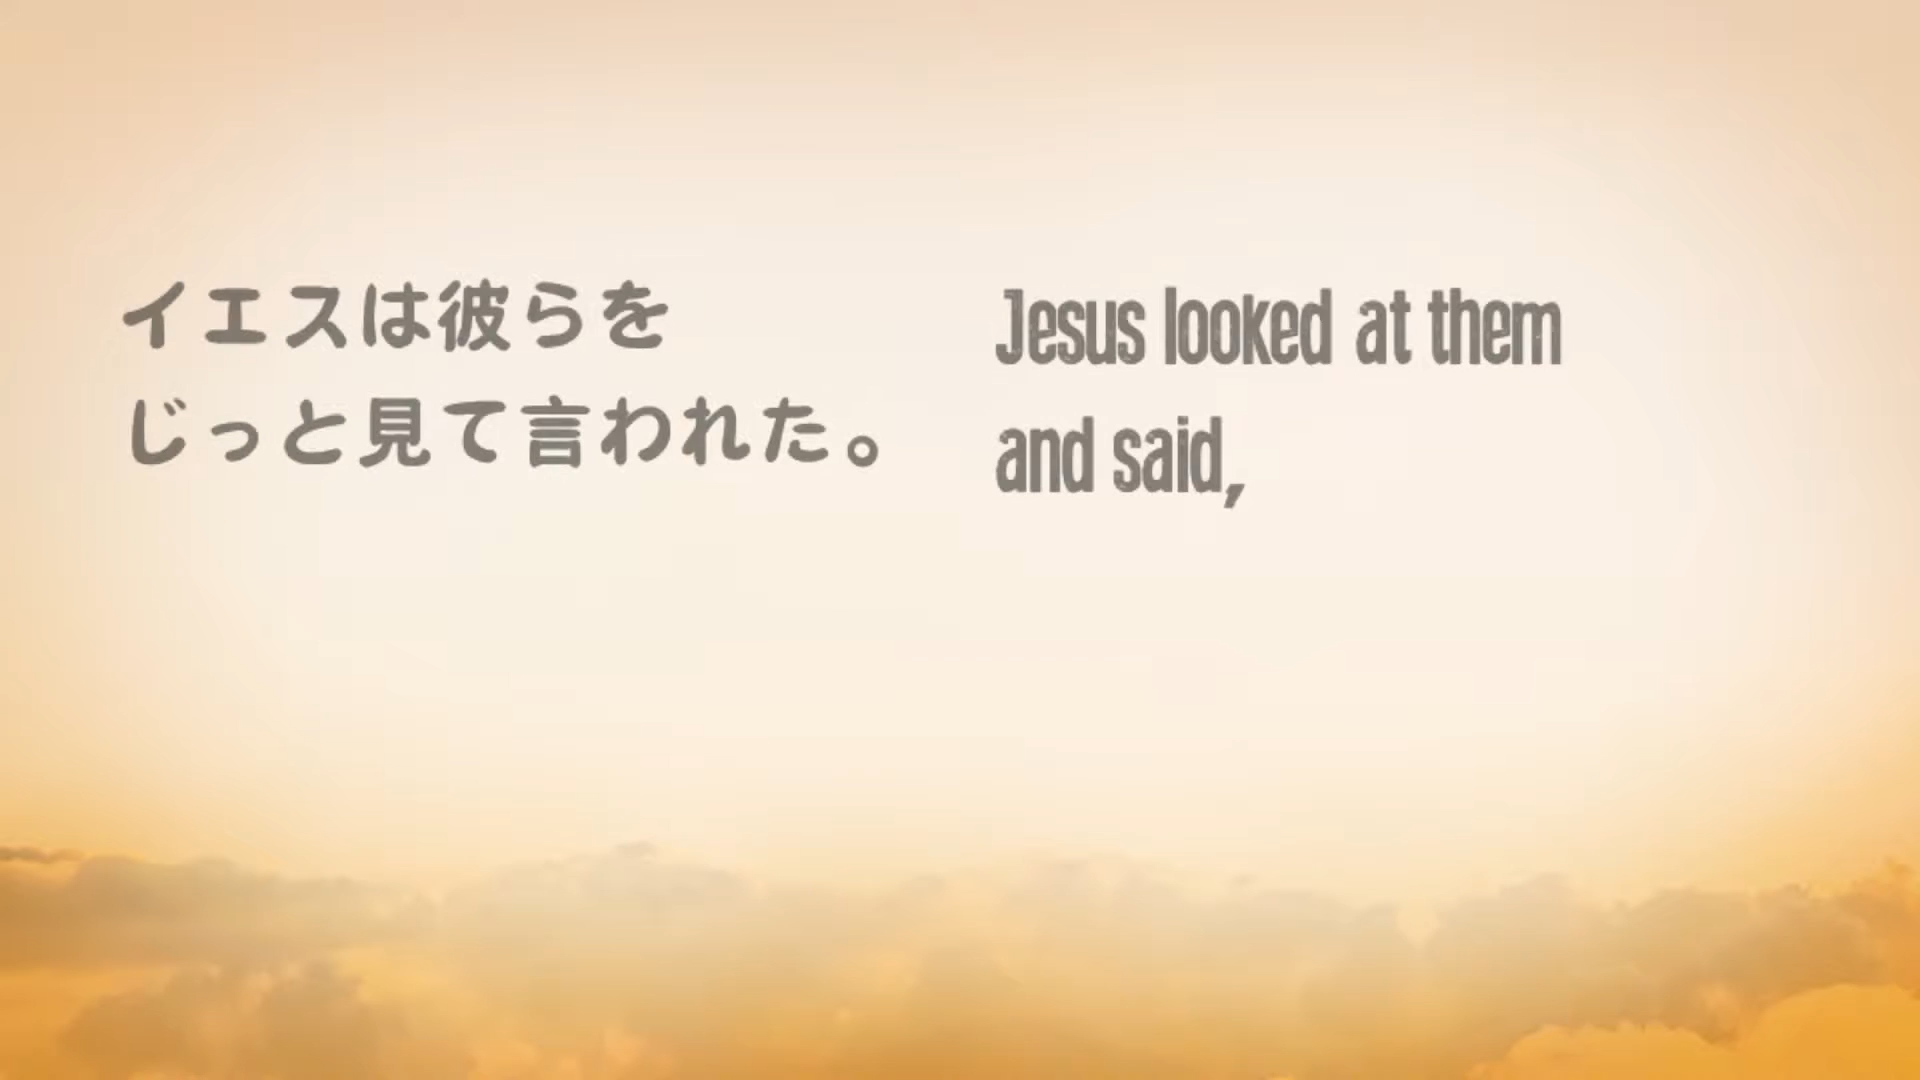 イエスは彼らを
じっと見て言われた。
Jesus looked at them
and said,